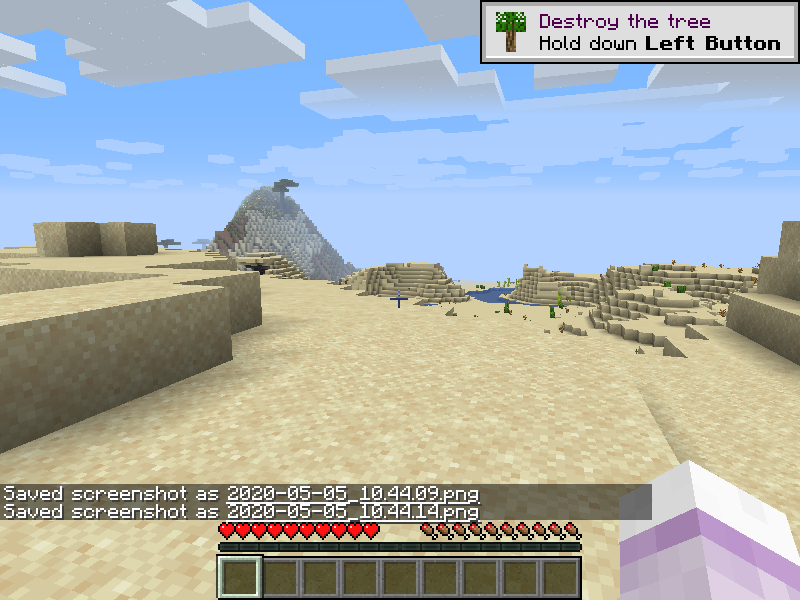 Destroy the tree
Hold down Left Button
Saved screenshot as 2020-05-05_10.44.09.png
Saved screenshot as 2020-05-05_10.44.14.png